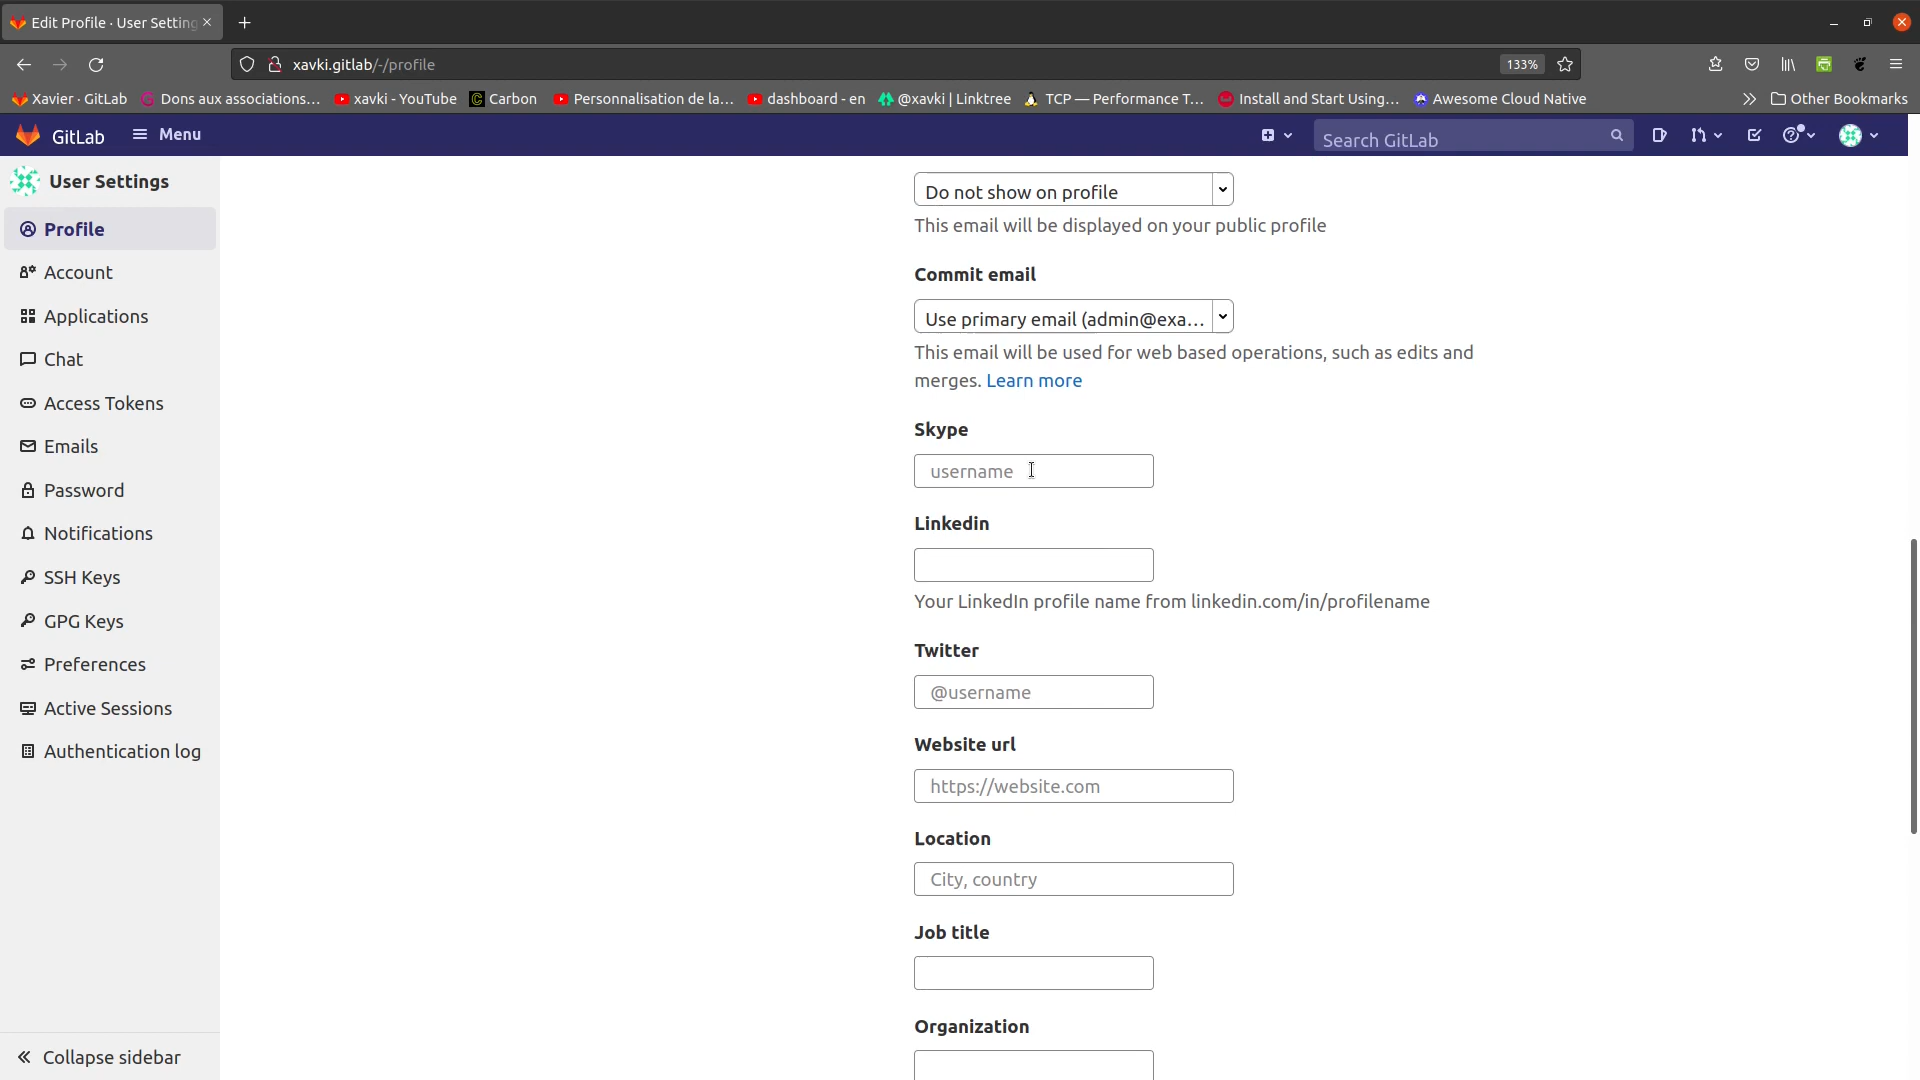 Edit Profile · User Setting
xavki.gitlab/-/profile
133%
Xavier · GitLab
Dons aux associations…
xavki - YouTube
Carbon
Personnalisation de la…
dashboard - en
@xavki | Linktree
TCP — Performance T…
Install and Start Using…
Awesome Cloud Native
Other Bookmarks
GitLab
Menu
Search GitLab
User Settings
Profile
Account
Applications
Chat
Access Tokens
Emails
Password
Notifications
SSH Keys
GPG Keys
Preferences
Active Sessions
Authentication log
Collapse sidebar
Do not show on profile
This email will be displayed on your public profile
Commit email
Use primary email (admin@exa...
This email will be used for web based operations, such as edits and
merges. Learn more
Skype
username
Linkedin
Your LinkedIn profile name from linkedin.com/in/profilename
Twitter
@username
Website url
https://website.com
Location
City, country
Job title
Organization